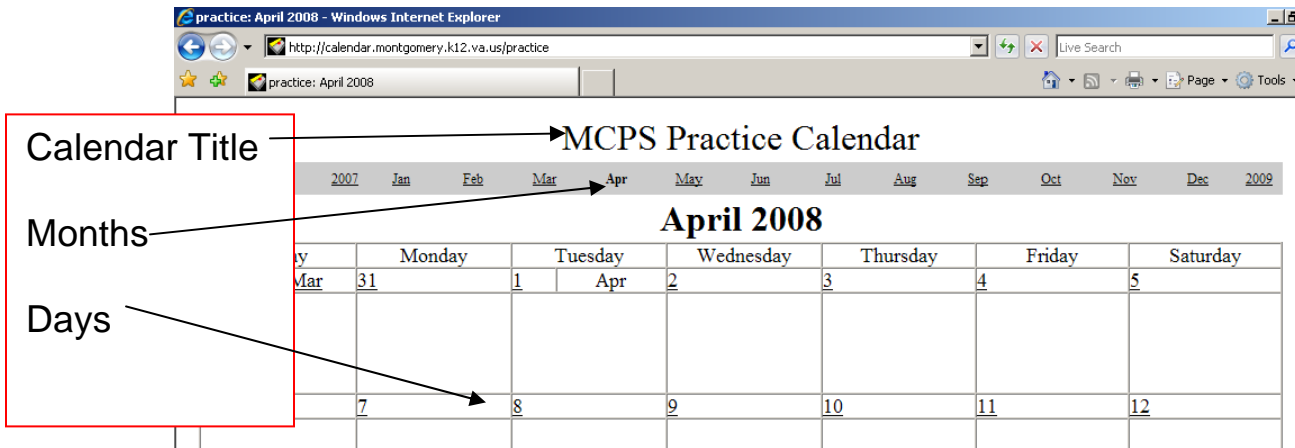 practice: April 2008 - Windows Internet Explorer
http://calendar.montgomery.k12.va.us/practice
Live Search
practice: April 2008
Page
Tools
Calendar Title
MCPS Practice Calendar
2007 Jan Feb Mar Apr May Jun Jul Aug Sep Oct Nov Dec 2009
Months
April 2008
Monday Tuesday Wednesday Thursday Friday Saturday
Mar 31 1 Apr 2 3 4 5
Days
7 8 9 10 11 12